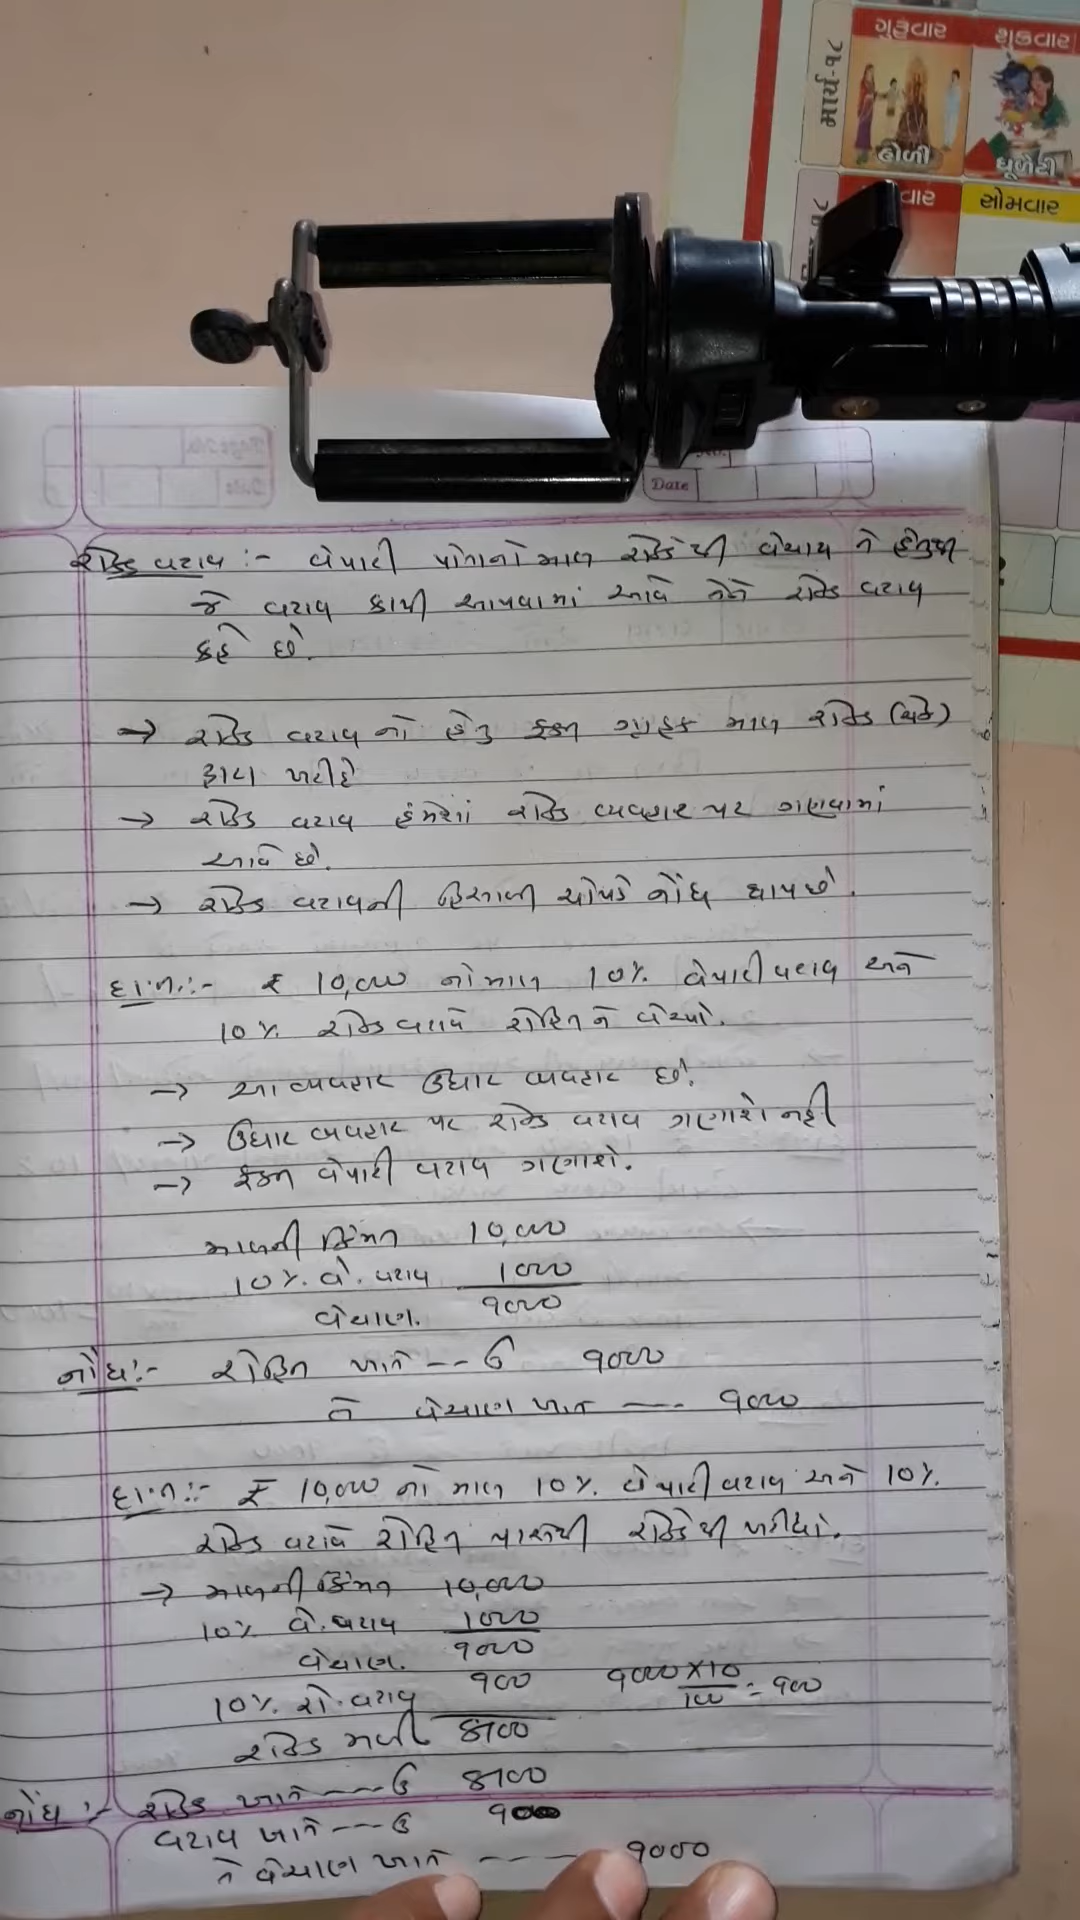 ગુરૂવાર શુક્રવાર
માર્ચ-૧૮
હોળી ધૂળેટી
વાર સોમવાર
Date
રોકડ વટાવ :- વેપારી પોતાનો માલ રોકડેથી વેચાય તે હેતુથી
જે વટાવ કાપી આપવામાં આવે તેને રોકડ વટાવ
કહે છે.
→ રોકડ વટાવ નો હેતુ ફક્ત ગ્રાહક માલ રોકડ (ચેક)
દ્વારા ખરીદે
→ રોકડ વટાવ હંમેશાં રોકડ વ્યવહાર પર ગણવામાં
આવે છે.
→ રોકડ વટાવની હિસાબી ચોપડે નોંધ થાય છે.
દા.ત.:- ₹ 10,000 નો માલ 10% વેપારી વટાવ અને
10% રોકડ વટાવે રોહિત ને વેચ્યો.
→ આ વ્યવહાર ઉધાર વ્યવહાર છે.
→ ઉધાર વ્યવહાર પર રોકડ વટાવ ગણાશે નહી
→ ફક્ત વેપારી વટાવ ગણાશે.
માલની કિંમત 10,000
10% વે. વટાવ 1000
વેચાણ. 9000
નોંધ:- રોહિત ખાતે --- ઉ 9000
તે વેચાણ ખાતે ---- 9000
દા.ત.:- ₹ 10,000 નો માલ 10% વેપારી વટાવ અને 10%
રોકડ વટાવે રોહિત પાસેથી રોકડેથી ખરીદ્યો.
→ માલની કિંમત 10,000
10% વે. વટાવ 1000
વેચાણ. 9000
10% રો. વટાવ 900 9000×10/100 = 900
રોકડ મળી 8100
નોંધ :- રોકડ ખાતે ---- ઉ 8100
વટાવ ખાતે --- ઉ 900
તે વેચાણ ખાતે ---- 9000